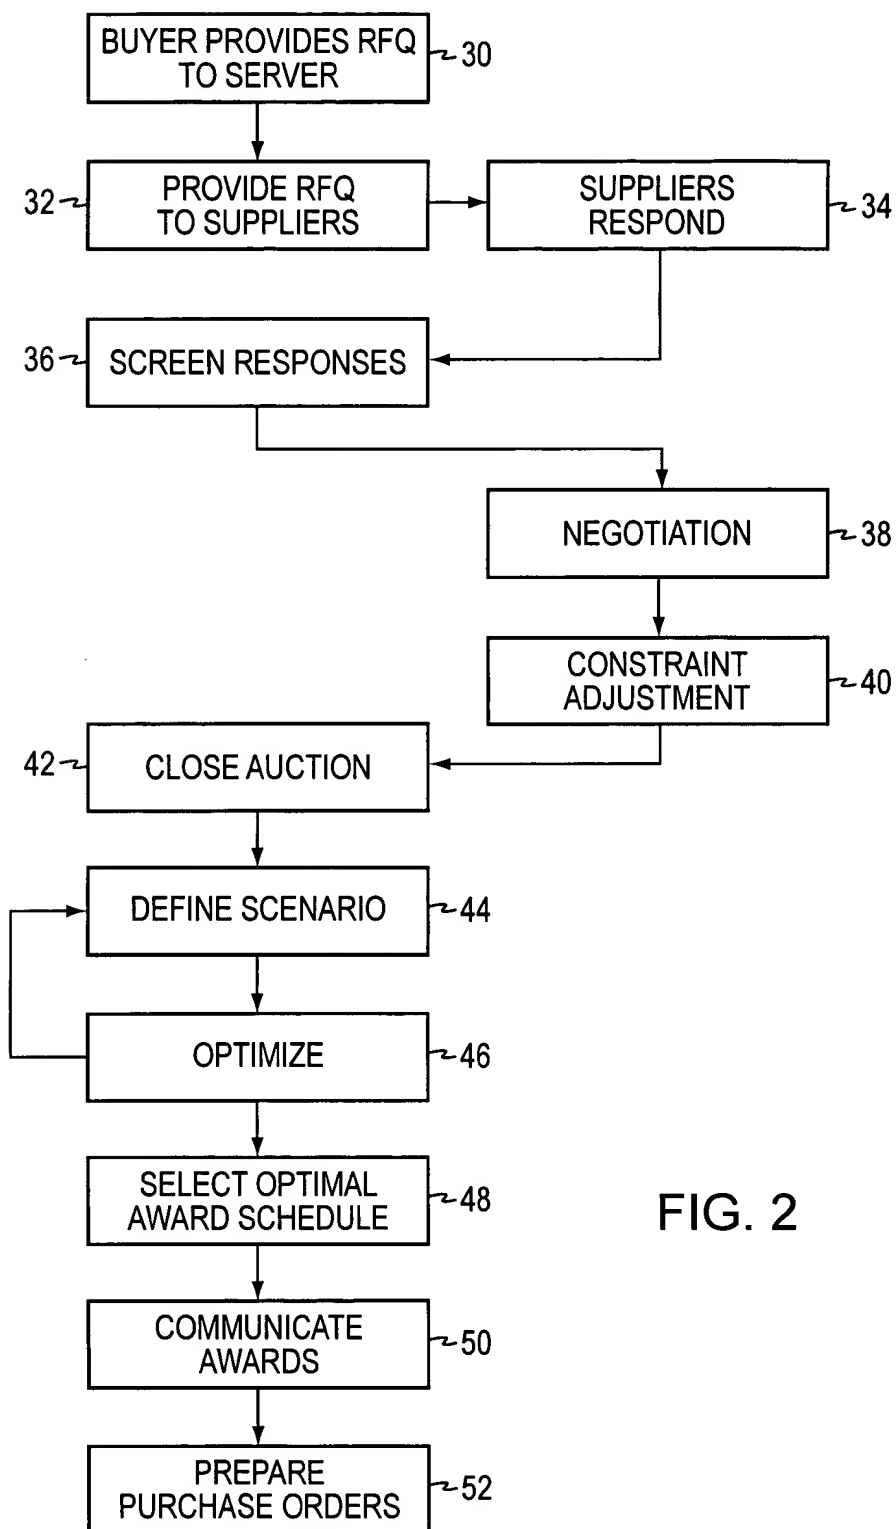 BUYER PROVIDES RFQ
TO SERVER
30
32
PROVIDE RFQ
TO SUPPLIERS
SUPPLIERS
RESPOND
34
36
SCREEN RESPONSES
NEGOTIATION
38
CONSTRAINT
ADJUSTMENT
40
42
CLOSE AUCTION
DEFINE SCENARIO
44
OPTIMIZE
46
SELECT OPTIMAL
AWARD SCHEDULE
48
FIG. 2
COMMUNICATE
AWARDS
50
PREPARE
PURCHASE ORDERS
52